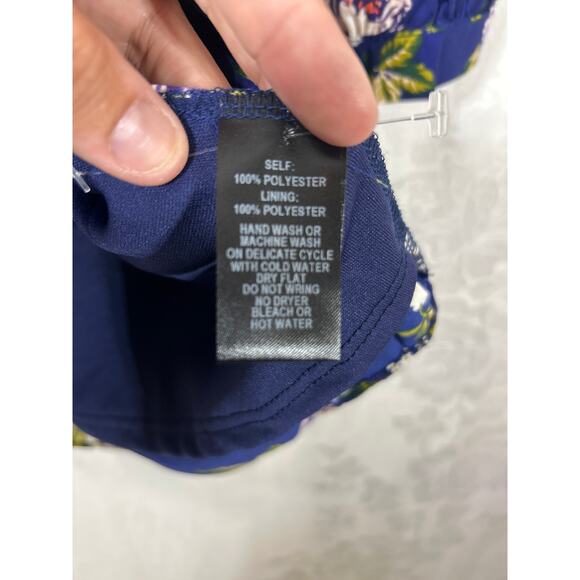 SELF:
100% POLYESTER
LINING:
100% POLYESTER
HAND WASH OR
MACHINE WASH
ON DELICATE CYCLE
WITH COLD WATER
DRY FLAT
DO NOT WRING
NO DRYER
BLEACH OR
HOT WATER